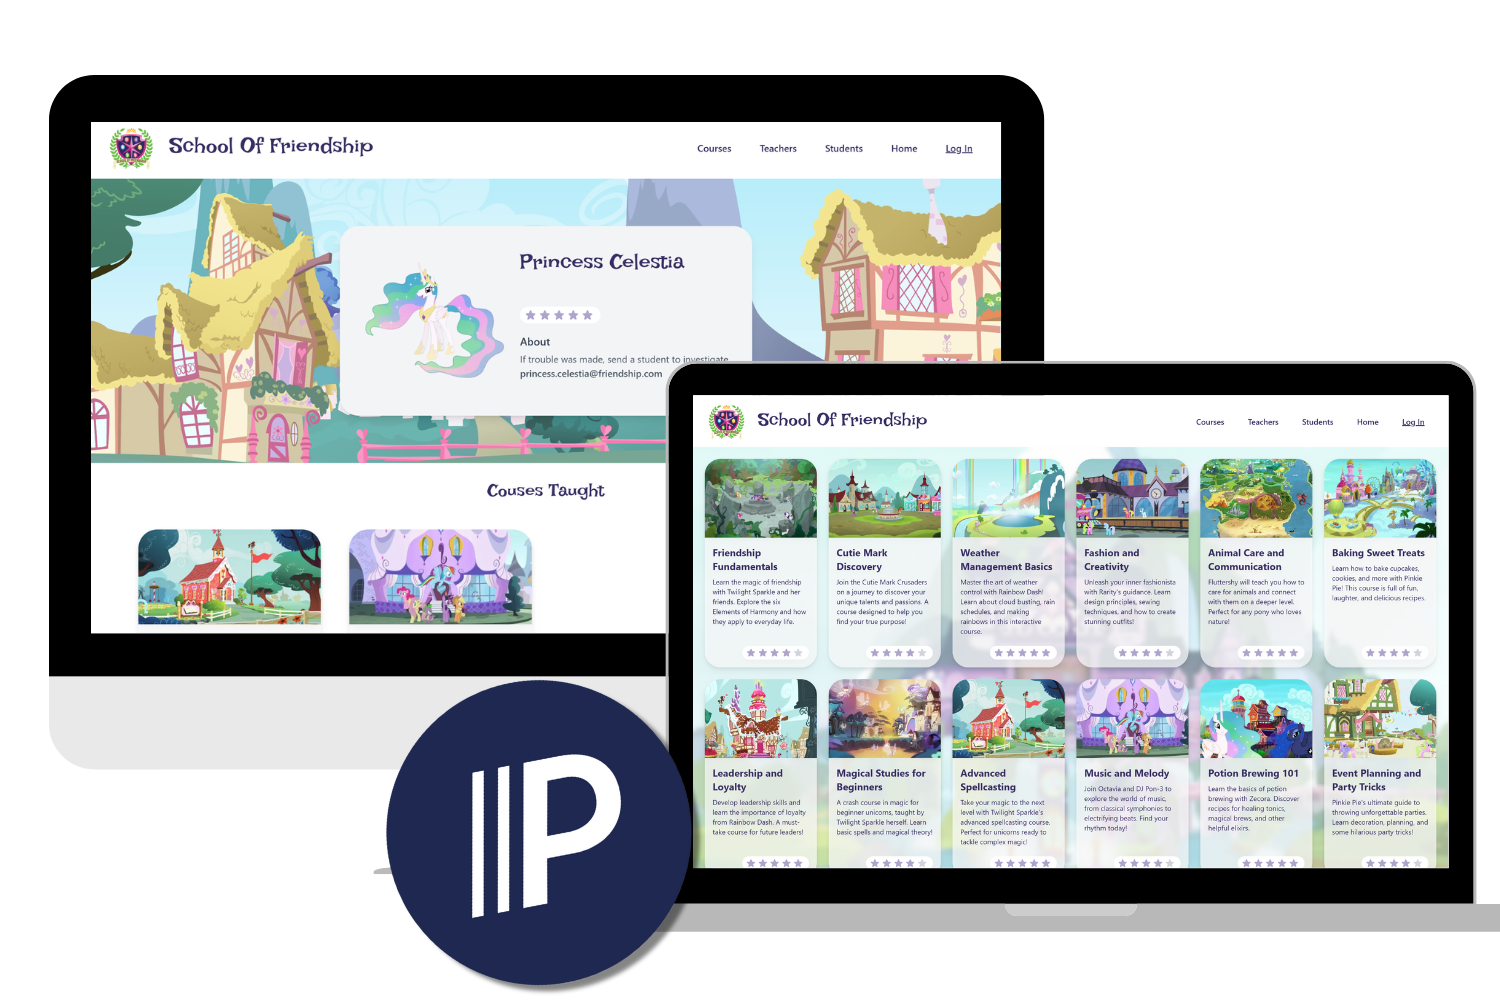 School Of Friendship
Courses Teachers Students Home Log In
Princess Celestia
About
If trouble was made, send a student to investigate
princess.celestia@friendship.com
Couses Taught
School Of Friendship
Courses Teachers Students Home Log In
Friendship
Fundamentals
Learn the magic of friendship
with Twilight Sparkle and her
friends. Explore the six
Elements of Harmony and how
they apply to everyday life.
Cutie Mark
Discovery
Join the Cutie Mark Crusaders
on a journey to discover your
unique talents and passions. A
course designed to help you
find your true purpose!
Weather
Management Basics
Master the art of weather
control with Rainbow Dash!
Learn about cloud busting, rain
schedules, and making
rainbows in this interactive
course.
Fashion and
Creativity
Unleash your inner fashionista
with Rarity's guidance. Learn
design principles, sewing
techniques, and how to create
stunning outfits!
Animal Care and
Communication
Fluttershy will teach you how to
care for animals and connect
with them on a deeper level.
Perfect for any pony who loves
nature!
Baking Sweet Treats
Learn how to bake cupcakes,
cookies, and more with Pinkie
Pie! This course is full of fun,
laughter, and delicious recipes.
Leadership and
Loyalty
Develop leadership skills and
learn the importance of loyalty
from Rainbow Dash. A must-
take course for future leaders!
Magical Studies for
Beginners
A crash course in magic for
beginner unicorns, taught by
Twilight Sparkle herself. Learn
basic spells and magical theory!
Advanced
Spellcasting
Take your magic to the next
level with Twilight Sparkle's
advanced spellcasting course.
Perfect for unicorns ready to
tackle complex magic!
Music and Melody
Join Octavia and DJ Pon-3 to
explore the world of music,
from classical symphonies to
electrifying beats. Find your
rhythm today!
Potion Brewing 101
Learn the basics of potion
brewing with Zecora. Discover
recipes for healing tonics,
magical brews, and other
helpful elixirs.
Event Planning and
Party Tricks
Pinkie Pie's ultimate guide to
throwing unforgettable parties.
Learn decoration, planning, and
some hilarious party tricks!
P